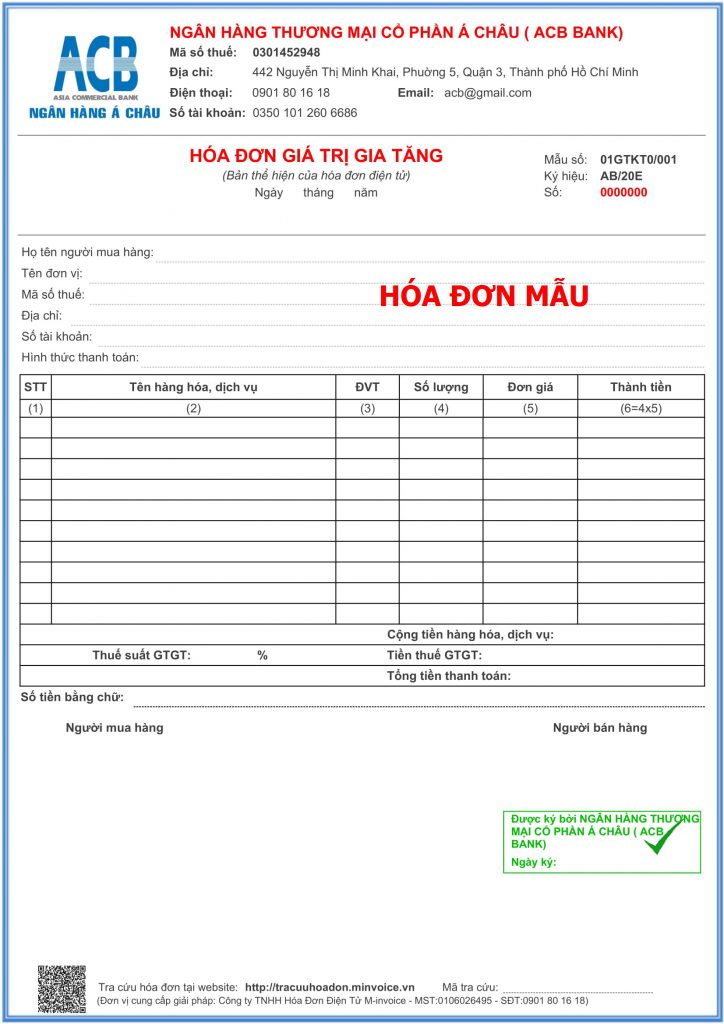 ACB
ASIA COMMERCIAL BANK
NGÂN HÀNG Á CHÂU
NGÂN HÀNG THƯƠNG MẠI CỔ PHẦN Á CHÂU ( ACB BANK)
Mã số thuế: 0301452948
Địa chỉ: 442 Nguyễn Thị Minh Khai, Phường 5, Quận 3, Thành phố Hồ Chí Minh
Điện thoại: 0901 80 16 18 Email: acb@gmail.com
Số tài khoản: 0350 101 260 6686
HÓA ĐƠN GIÁ TRỊ GIA TĂNG
(Bản thể hiện của hóa đơn điện tử)
Ngày tháng năm
Mẫu số: 01GTKT0/001
Ký hiệu: AB/20E
Số: 0000000
Họ tên người mua hàng:
Tên đơn vị:
Mã số thuế:
HÓA ĐƠN MẪU
Địa chỉ:
Số tài khoản:
Hình thức thanh toán:
STT Tên hàng hóa, dịch vụ ĐVT Số lượng Đơn giá Thành tiền
(1) (2) (3) (4) (5) (6=4x5)
Cộng tiền hàng hóa, dịch vụ:
Thuế suất GTGT: % Tiền thuế GTGT:
Tổng tiền thanh toán:
Số tiền bằng chữ:
Người mua hàng Người bán hàng
Được ký bởi NGÂN HÀNG THƯƠNG
MẠI CỔ PHẦN Á CHÂU ( ACB
BANK)
Ngày ký:
Tra cứu hóa đơn tại website: http://tracuuhoadon.minvoice.vn Mã tra cứu:
(Đơn vị cung cấp giải pháp: Công ty TNHH Hóa Đơn Điện Tử M-invoice - MST:0106026495 - SĐT:0901 80 16 18)